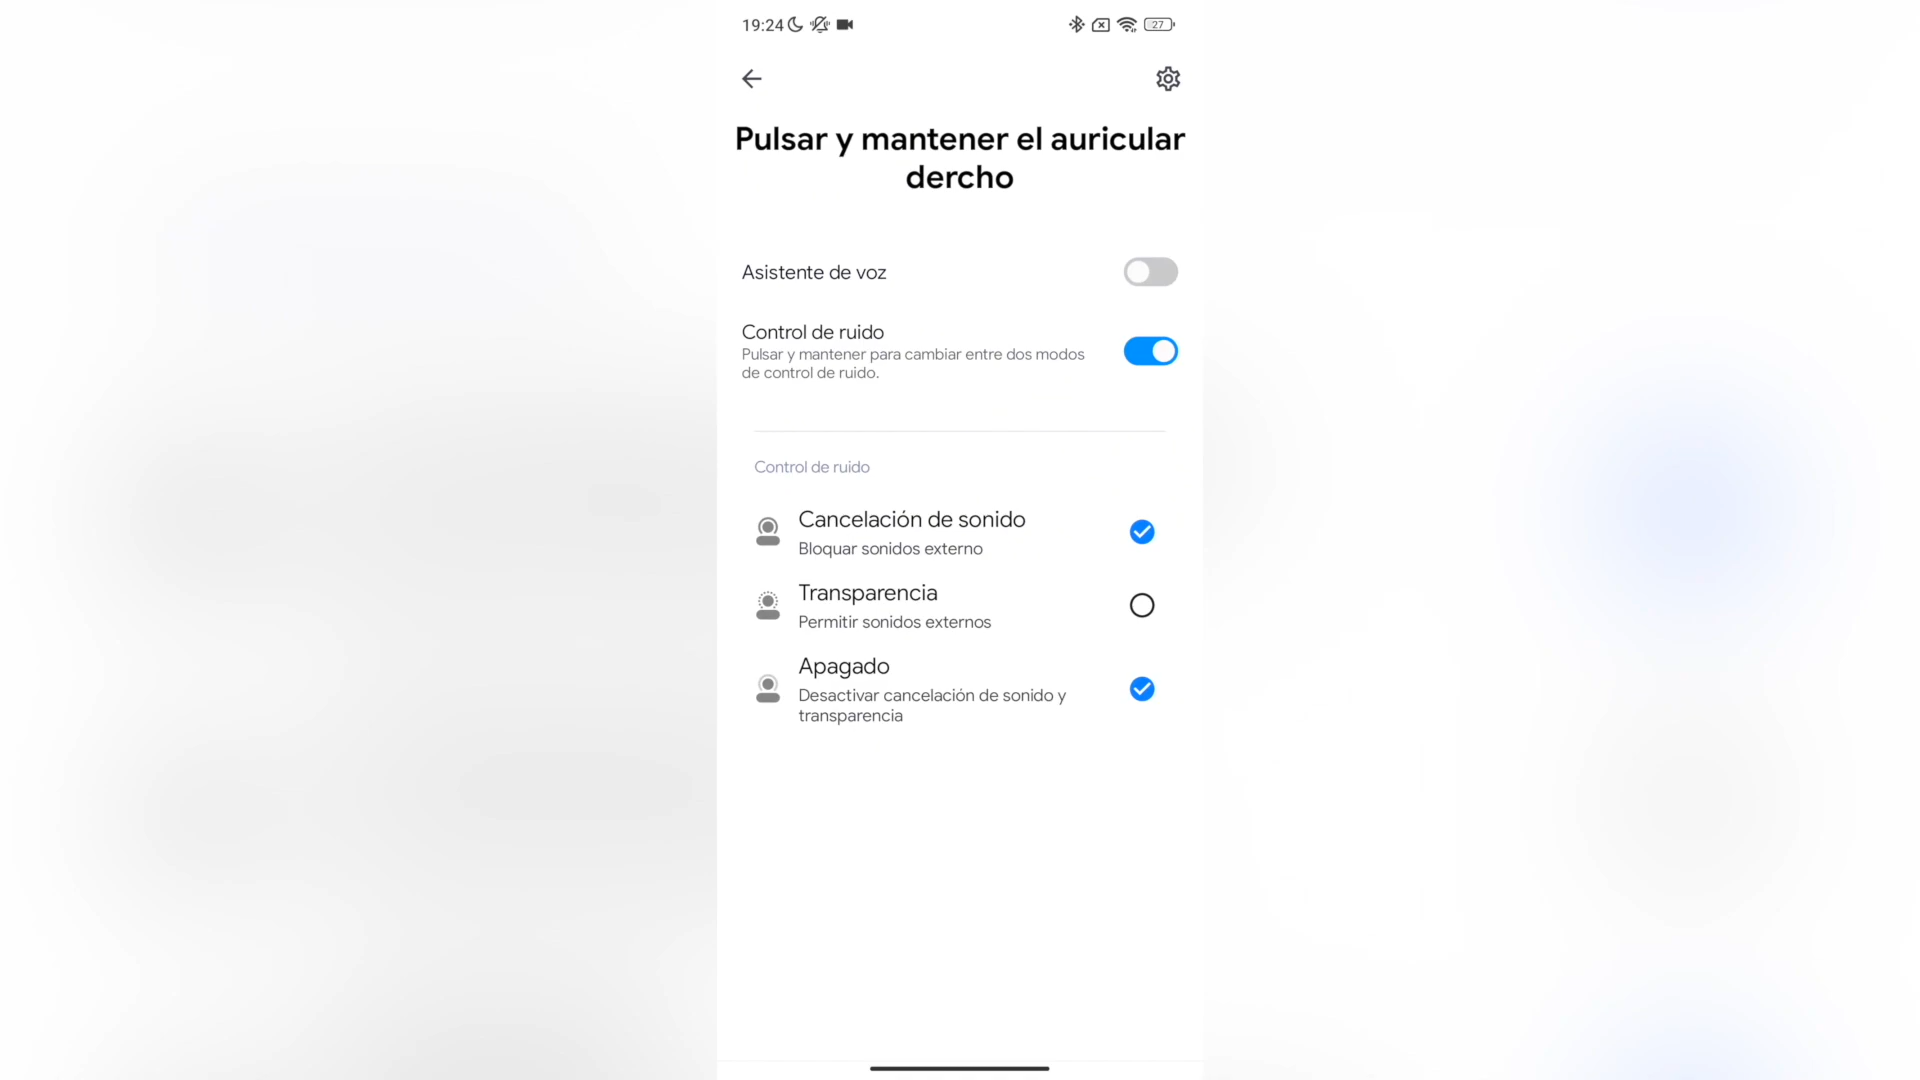 19:24
27
Pulsar y mantener el auricular
dercho
Asistente de voz
Control de ruido
Pulsar y mantener para cambiar entre dos modos
de control de ruido.
Control de ruido
Cancelación de sonido
Bloquar sonidos externo
Transparencia
Permitir sonidos externos
Apagado
Desactivar cancelación de sonido y
transparencia